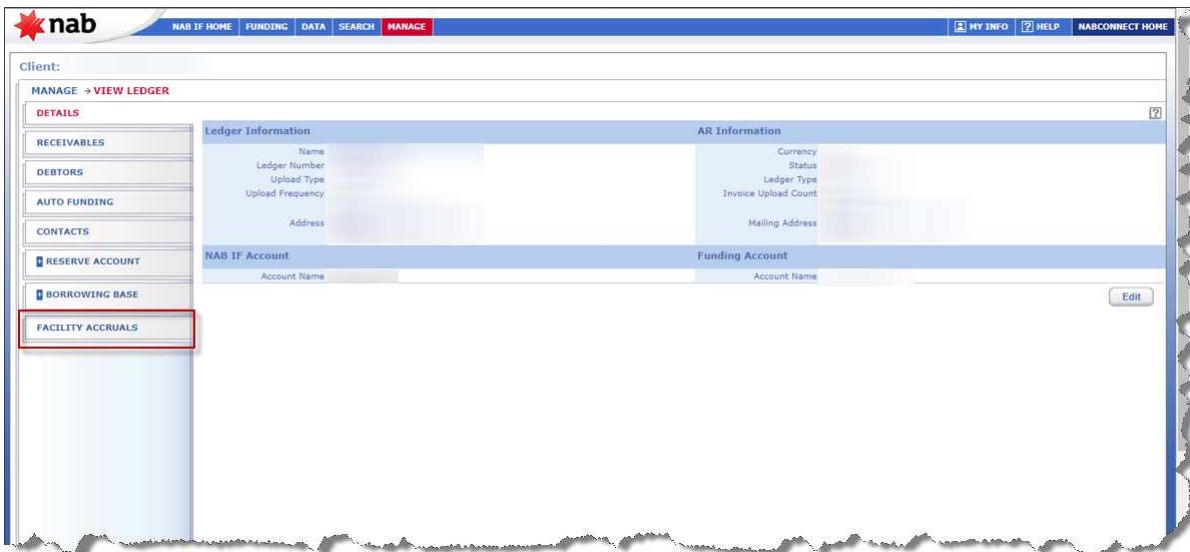 nab
NAB IF HOME FUNDING DATA SEARCH MANAGE MY INFO ? HELP NABCONNECT HOME
Client:
MANAGE → VIEW LEDGER
DETAILS
?
RECEIVABLES
DEBTORS
AUTO FUNDING
CONTACTS
+ RESERVE ACCOUNT
+ BORROWING BASE
FACILITY ACCRUALS
Ledger Information
Name
Ledger Number
Upload Type
Upload Frequency
Address
AR Information
Currency
Status
Ledger Type
Invoice Upload Count
Mailing Address
NAB IF Account
Account Name
Funding Account
Account Name
Edit